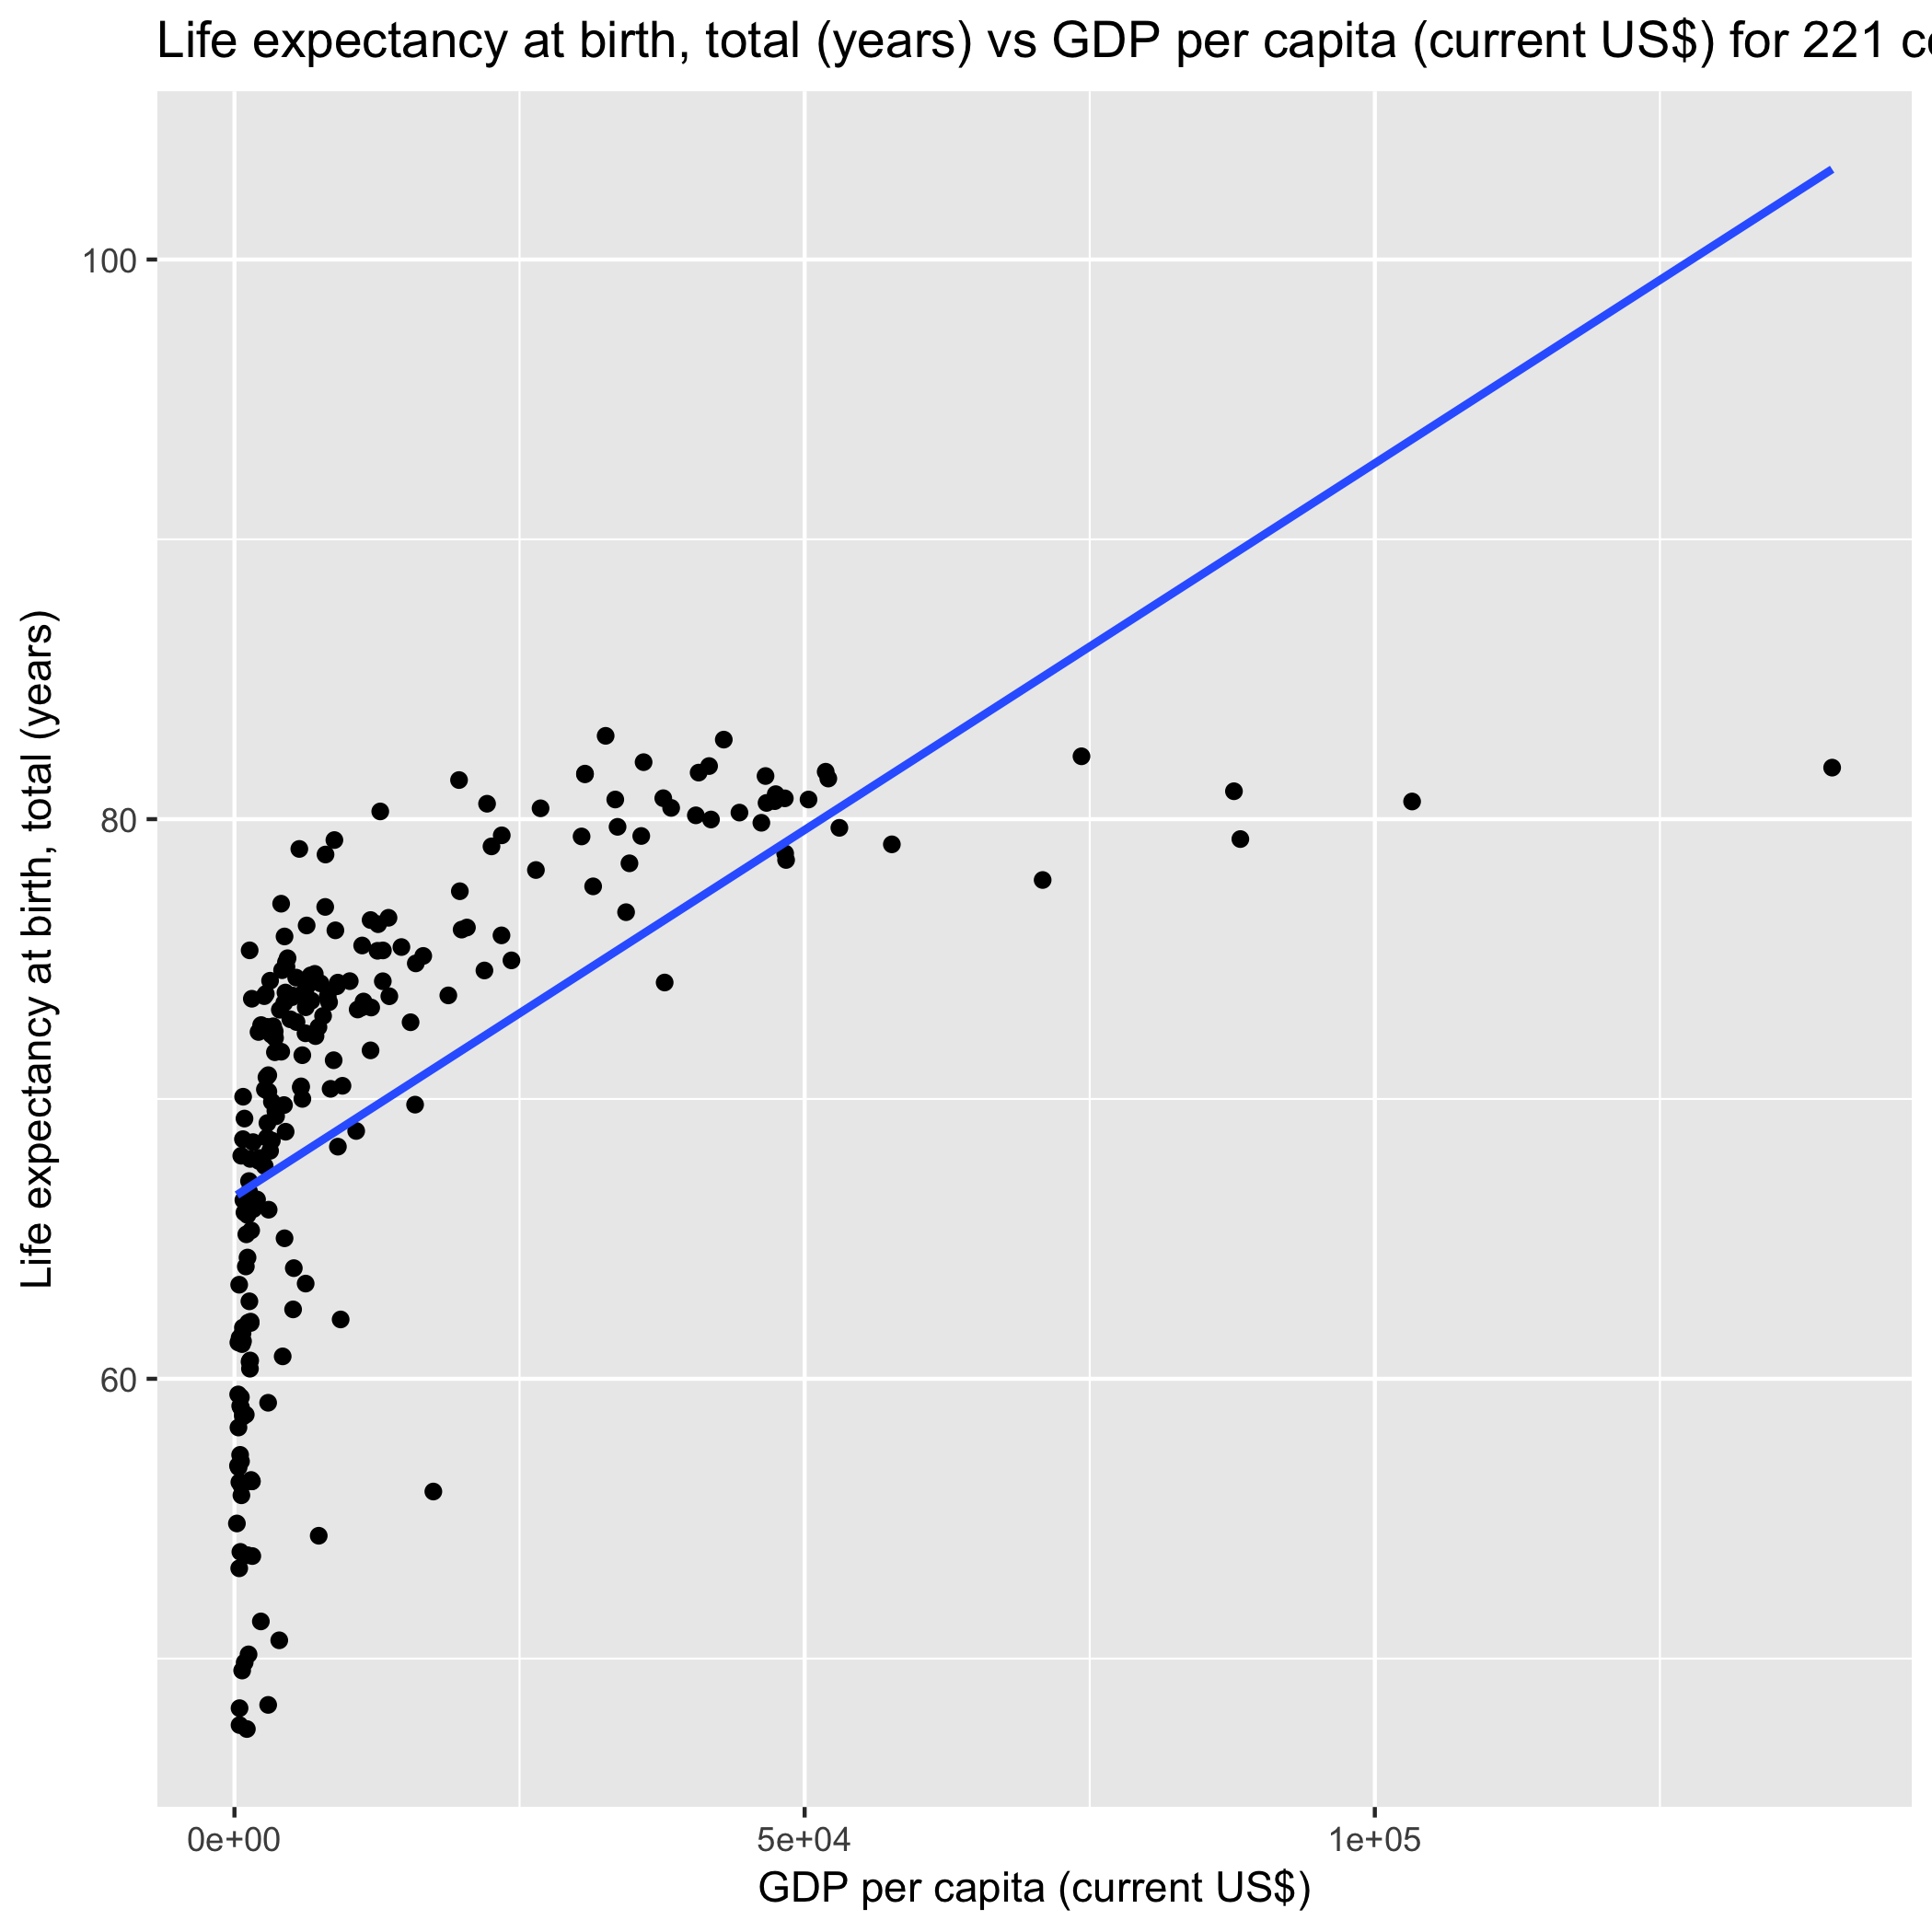 Life expectancy at birth, total (years) vs GDP per capita (current US$) for 221
Life expectancy at birth, total (years)
100
80
60
0e+00
5e+04
1e+05
GDP per capita (current US$)